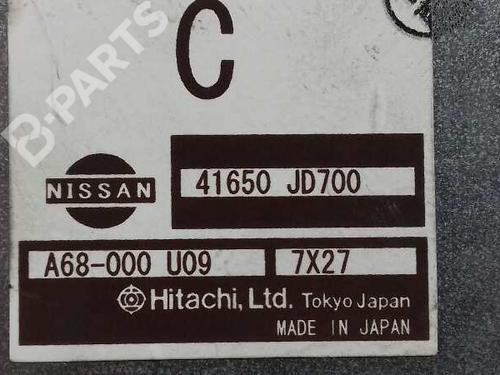 B-PARTS
C
NISSAN
41650 JD700
A68-000 U09 7X27
Hitachi, Ltd. Tokyo Japan
MADE IN JAPAN